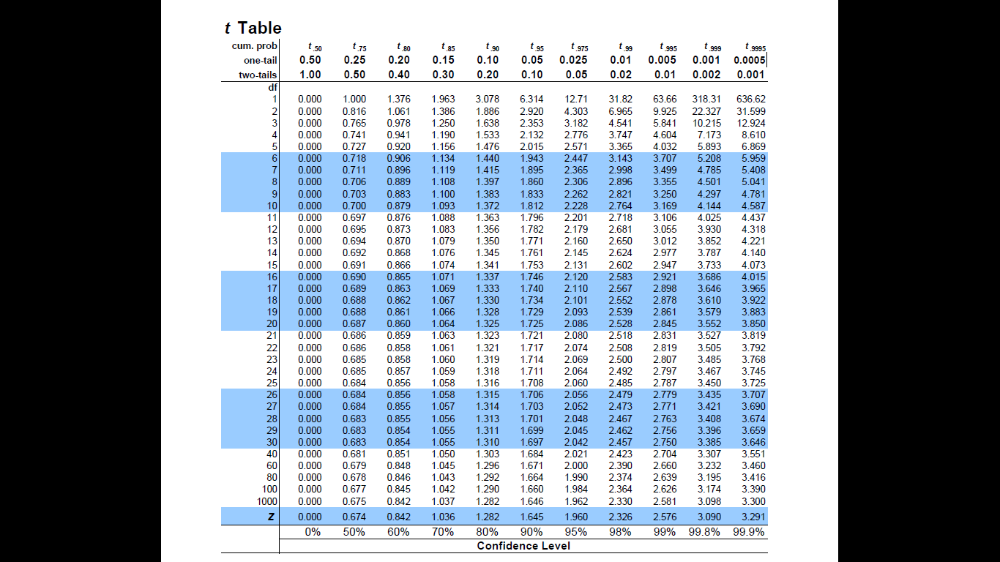 t Table
cum. prob t.50 t.75 t.80 t.85 t.90 t.95 t.975 t.99 t.995 t.999 t.9995
one-tail 0.50 0.25 0.20 0.15 0.10 0.05 0.025 0.01 0.005 0.001 0.0005
two-tails 1.00 0.50 0.40 0.30 0.20 0.10 0.05 0.02 0.01 0.002 0.001
df
1 0.000 1.000 1.376 1.963 3.078 6.314 12.71 31.82 63.66 318.31 636.62
2 0.000 0.816 1.061 1.386 1.886 2.920 4.303 6.965 9.925 22.327 31.599
3 0.000 0.765 0.978 1.250 1.638 2.353 3.182 4.541 5.841 10.215 12.924
4 0.000 0.741 0.941 1.190 1.533 2.132 2.776 3.747 4.604 7.173 8.610
5 0.000 0.727 0.920 1.156 1.476 2.015 2.571 3.365 4.032 5.893 6.869
6 0.000 0.718 0.906 1.134 1.440 1.943 2.447 3.143 3.707 5.208 5.959
7 0.000 0.711 0.896 1.119 1.415 1.895 2.365 2.998 3.499 4.785 5.408
8 0.000 0.706 0.889 1.108 1.397 1.860 2.306 2.896 3.355 4.501 5.041
9 0.000 0.703 0.883 1.100 1.383 1.833 2.262 2.821 3.250 4.297 4.781
10 0.000 0.700 0.879 1.093 1.372 1.812 2.228 2.764 3.169 4.144 4.587
11 0.000 0.697 0.876 1.088 1.363 1.796 2.201 2.718 3.106 4.025 4.437
12 0.000 0.695 0.873 1.083 1.356 1.782 2.179 2.681 3.055 3.930 4.318
13 0.000 0.694 0.870 1.079 1.350 1.771 2.160 2.650 3.012 3.852 4.221
14 0.000 0.692 0.868 1.076 1.345 1.761 2.145 2.624 2.977 3.787 4.140
15 0.000 0.691 0.866 1.074 1.341 1.753 2.131 2.602 2.947 3.733 4.073
16 0.000 0.690 0.865 1.071 1.337 1.746 2.120 2.583 2.921 3.686 4.015
17 0.000 0.689 0.863 1.069 1.333 1.740 2.110 2.567 2.898 3.646 3.965
18 0.000 0.688 0.862 1.067 1.330 1.734 2.101 2.552 2.878 3.610 3.922
19 0.000 0.688 0.861 1.066 1.328 1.729 2.093 2.539 2.861 3.579 3.883
20 0.000 0.687 0.860 1.064 1.325 1.725 2.086 2.528 2.845 3.552 3.850
21 0.000 0.686 0.859 1.063 1.323 1.721 2.080 2.518 2.831 3.527 3.819
22 0.000 0.686 0.858 1.061 1.321 1.717 2.074 2.508 2.819 3.505 3.792
23 0.000 0.685 0.858 1.060 1.319 1.714 2.069 2.500 2.807 3.485 3.768
24 0.000 0.685 0.857 1.059 1.318 1.711 2.064 2.492 2.797 3.467 3.745
25 0.000 0.684 0.856 1.058 1.316 1.708 2.060 2.485 2.787 3.450 3.725
26 0.000 0.684 0.856 1.058 1.315 1.706 2.056 2.479 2.779 3.435 3.707
27 0.000 0.684 0.855 1.057 1.314 1.703 2.052 2.473 2.771 3.421 3.690
28 0.000 0.683 0.855 1.056 1.313 1.701 2.048 2.467 2.763 3.408 3.674
29 0.000 0.683 0.854 1.055 1.311 1.699 2.045 2.462 2.756 3.396 3.659
30 0.000 0.683 0.854 1.055 1.310 1.697 2.042 2.457 2.750 3.385 3.646
40 0.000 0.681 0.851 1.050 1.303 1.684 2.021 2.423 2.704 3.307 3.551
60 0.000 0.679 0.848 1.045 1.296 1.671 2.000 2.390 2.660 3.232 3.460
80 0.000 0.678 0.846 1.043 1.292 1.664 1.990 2.374 2.639 3.195 3.416
100 0.000 0.677 0.845 1.042 1.290 1.660 1.984 2.364 2.626 3.174 3.390
1000 0.000 0.675 0.842 1.037 1.282 1.646 1.962 2.330 2.581 3.098 3.300
z 0.000 0.674 0.842 1.036 1.282 1.645 1.960 2.326 2.576 3.090 3.291
0% 50% 60% 70% 80% 90% 95% 98% 99% 99.8% 99.9%
Confidence Level